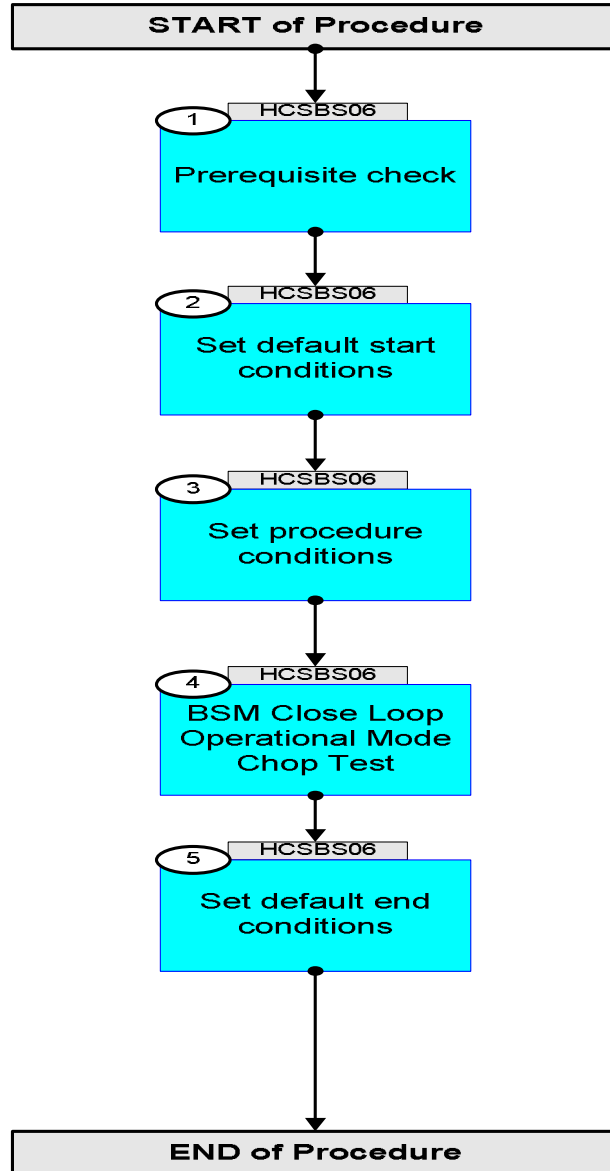 START of Procedure
HCSBS06
1
Prerequisite check
HCSBS06
2
Set default start
conditions
HCSBS06
3
Set procedure
conditions
HCSBS06
4
BSM Close Loop
Operational Mode
Chop Test
HCSBS06
5
Set default end
conditions
END of Procedure